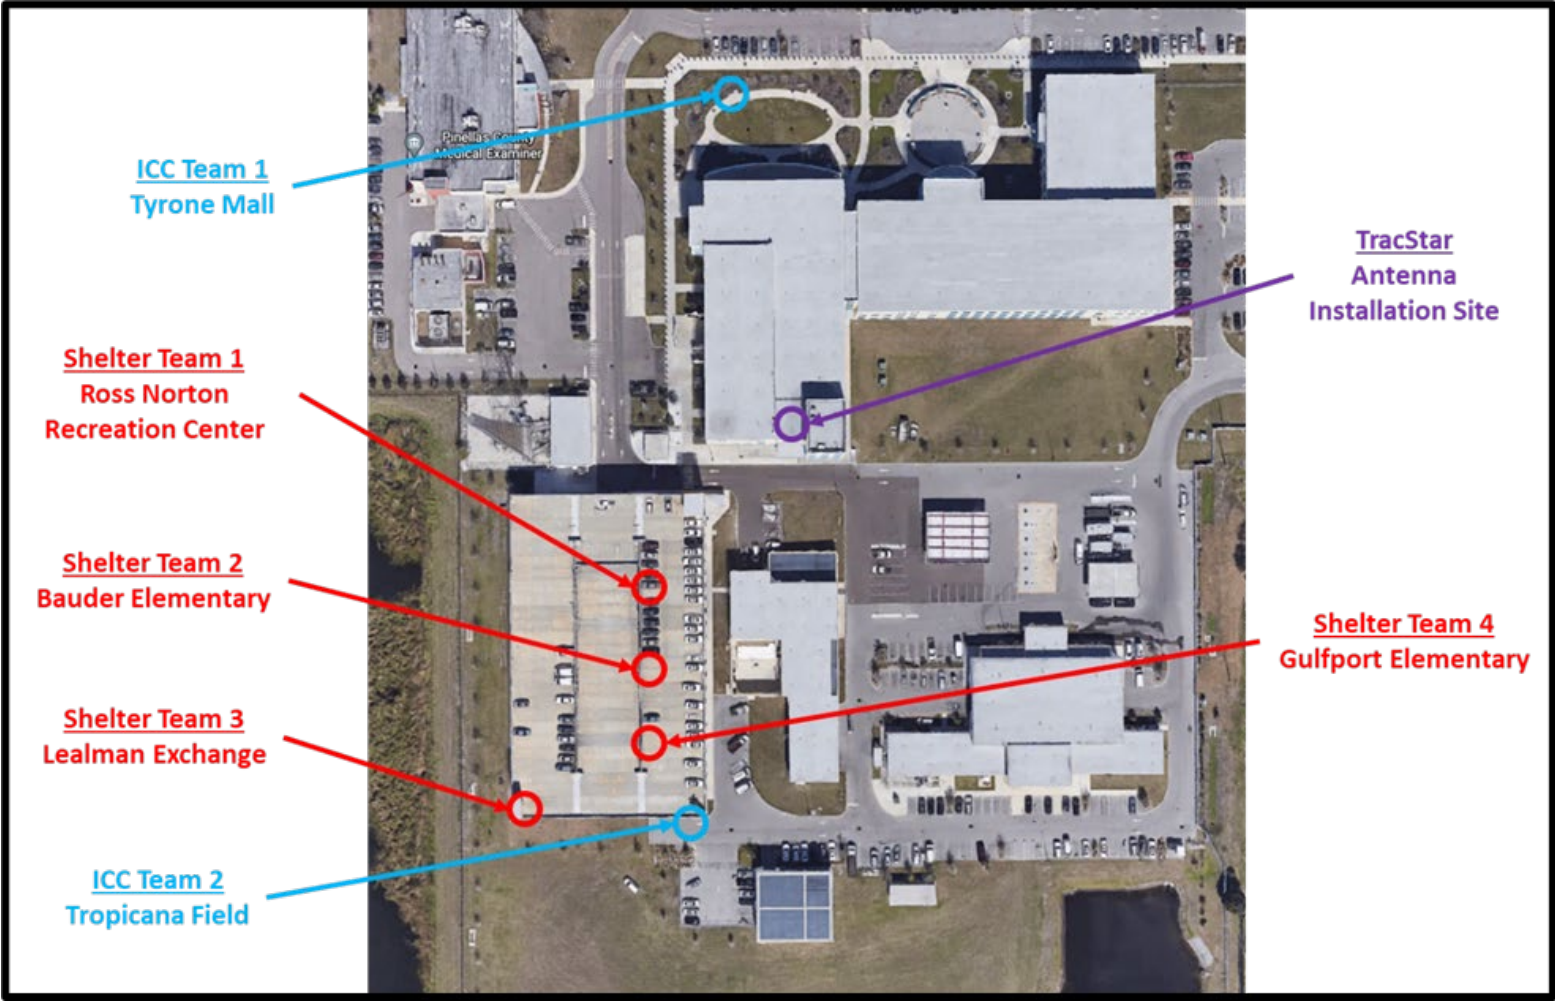 Pinellas County
Medical Examiner
ICC Team 1
Tyrone Mall
TracStar
Antenna
Installation Site
Shelter Team 1
Ross Norton
Recreation Center
Shelter Team 2
Bauder Elementary
Shelter Team 4
Gulfport Elementary
Shelter Team 3
Lealman Exchange
ICC Team 2
Tropicana Field